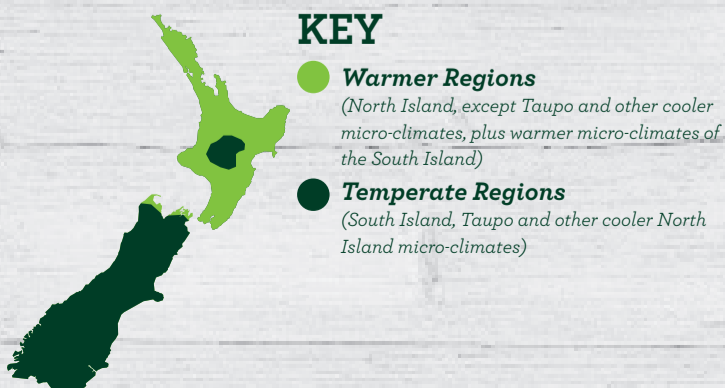 KEY
Warmer Regions
(North Island, except Taupo and other cooler
micro-climates, plus warmer micro-climates of
the South Island)
Temperate Regions
(South Island, Taupo and other cooler North
Island micro-climates)